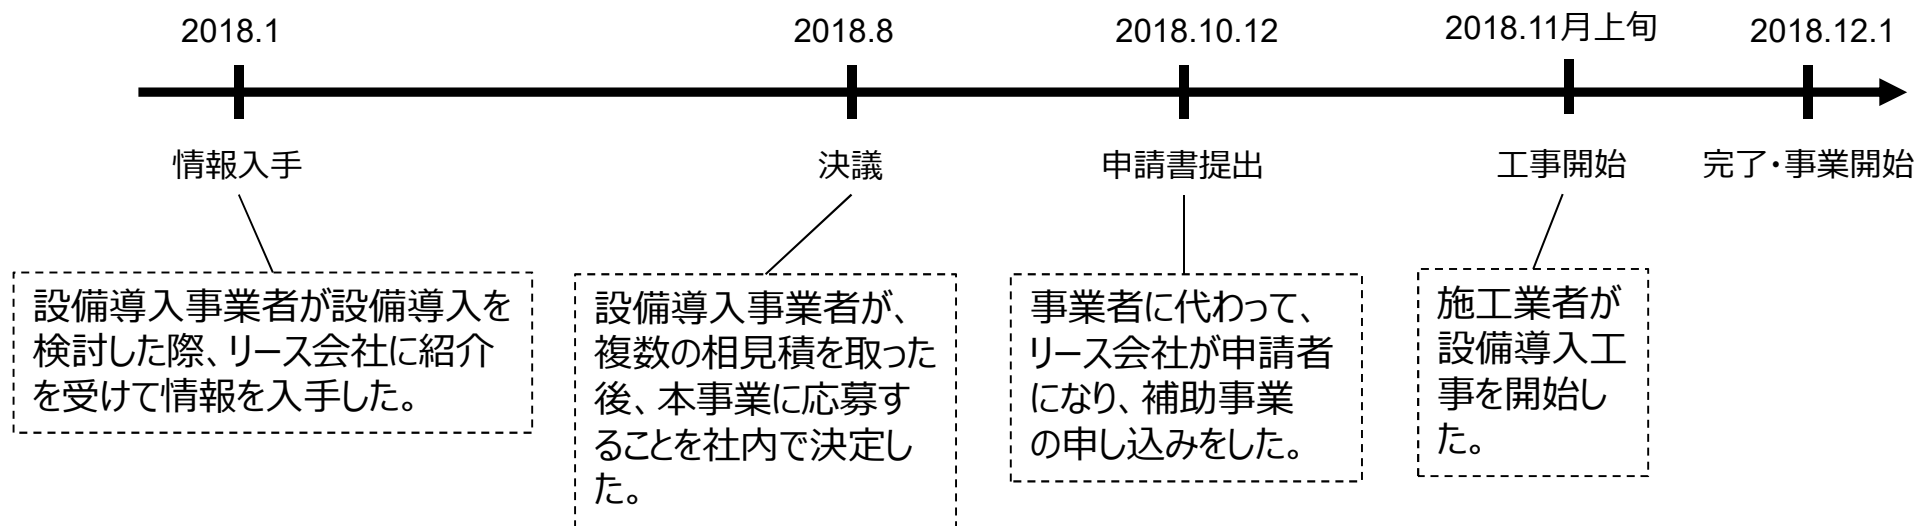 2018.1
2018.8
2018.10.12
2018.11月上旬
2018.12.1
情報入手
決議
申請書提出
工事開始
完了・事業開始
設備導入事業者が設備導入を
検討した際、リース会社に紹介
を受けて情報を入手した。
設備導入事業者が、
複数の相見積を取った
後、本事業に応募す
ることを社内で決定し
た。
事業者に代わって、
リース会社が申請者
になり、補助事業
の申し込みをした。
施工業者が
設備導入工
事を開始し
た。